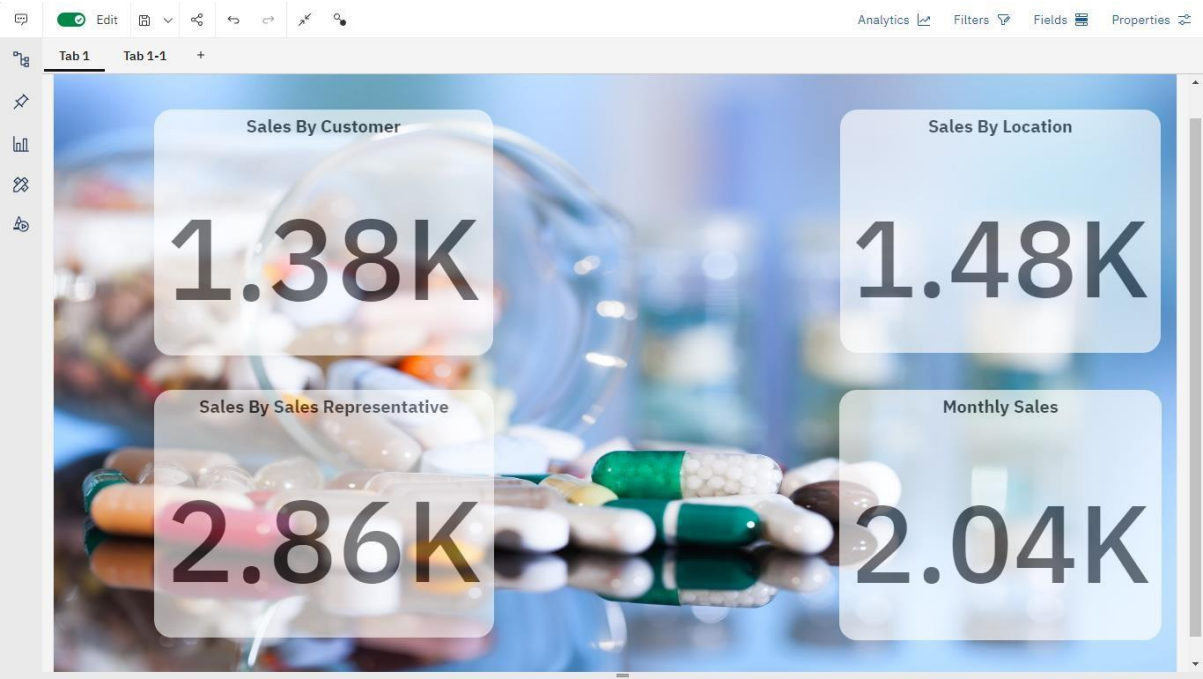 Edit
Analytics
Filters
Fields
Properties
Tab 1
Tab 1-1
+
Sales By Customer
1.38K
Sales By Location
1.48K
Sales By Sales Representative
2.86K
Monthly Sales
2.04K